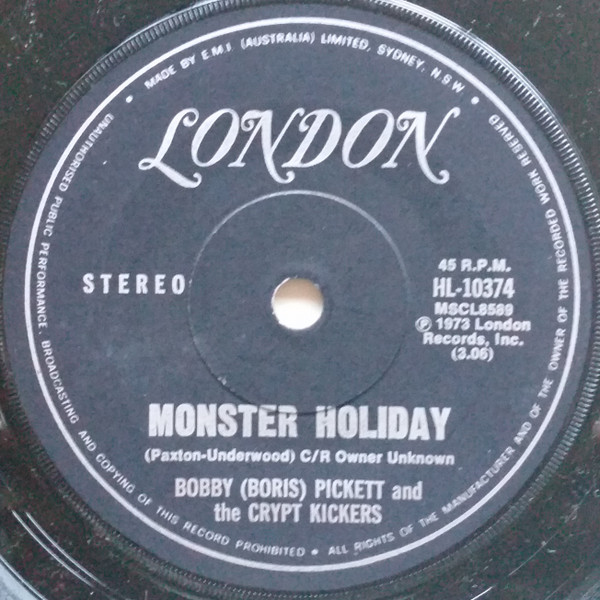 MADE BY E.M.I. (AUSTRALIA) LIMITED, SYDNEY, N.S.W
LONDON
STEREO
45 R.P.M.
HL-10374
MSCL8589
Ⓟ 1973 London
Records, Inc.
(3.06)
MONSTER HOLIDAY
(Paxton-Underwood) C/R Owner Unknown
BOBBY (BORIS) PICKETT and
the CRYPT KICKERS
UNAUTHORISED PUBLIC PERFORMANCE, BROADCASTING AND COPYING OF THIS RECORD PROHIBITED • ALL RIGHTS OF THE MANUFACTURER AND OF THE OWNER OF THE RECORDED WORK RESERVED